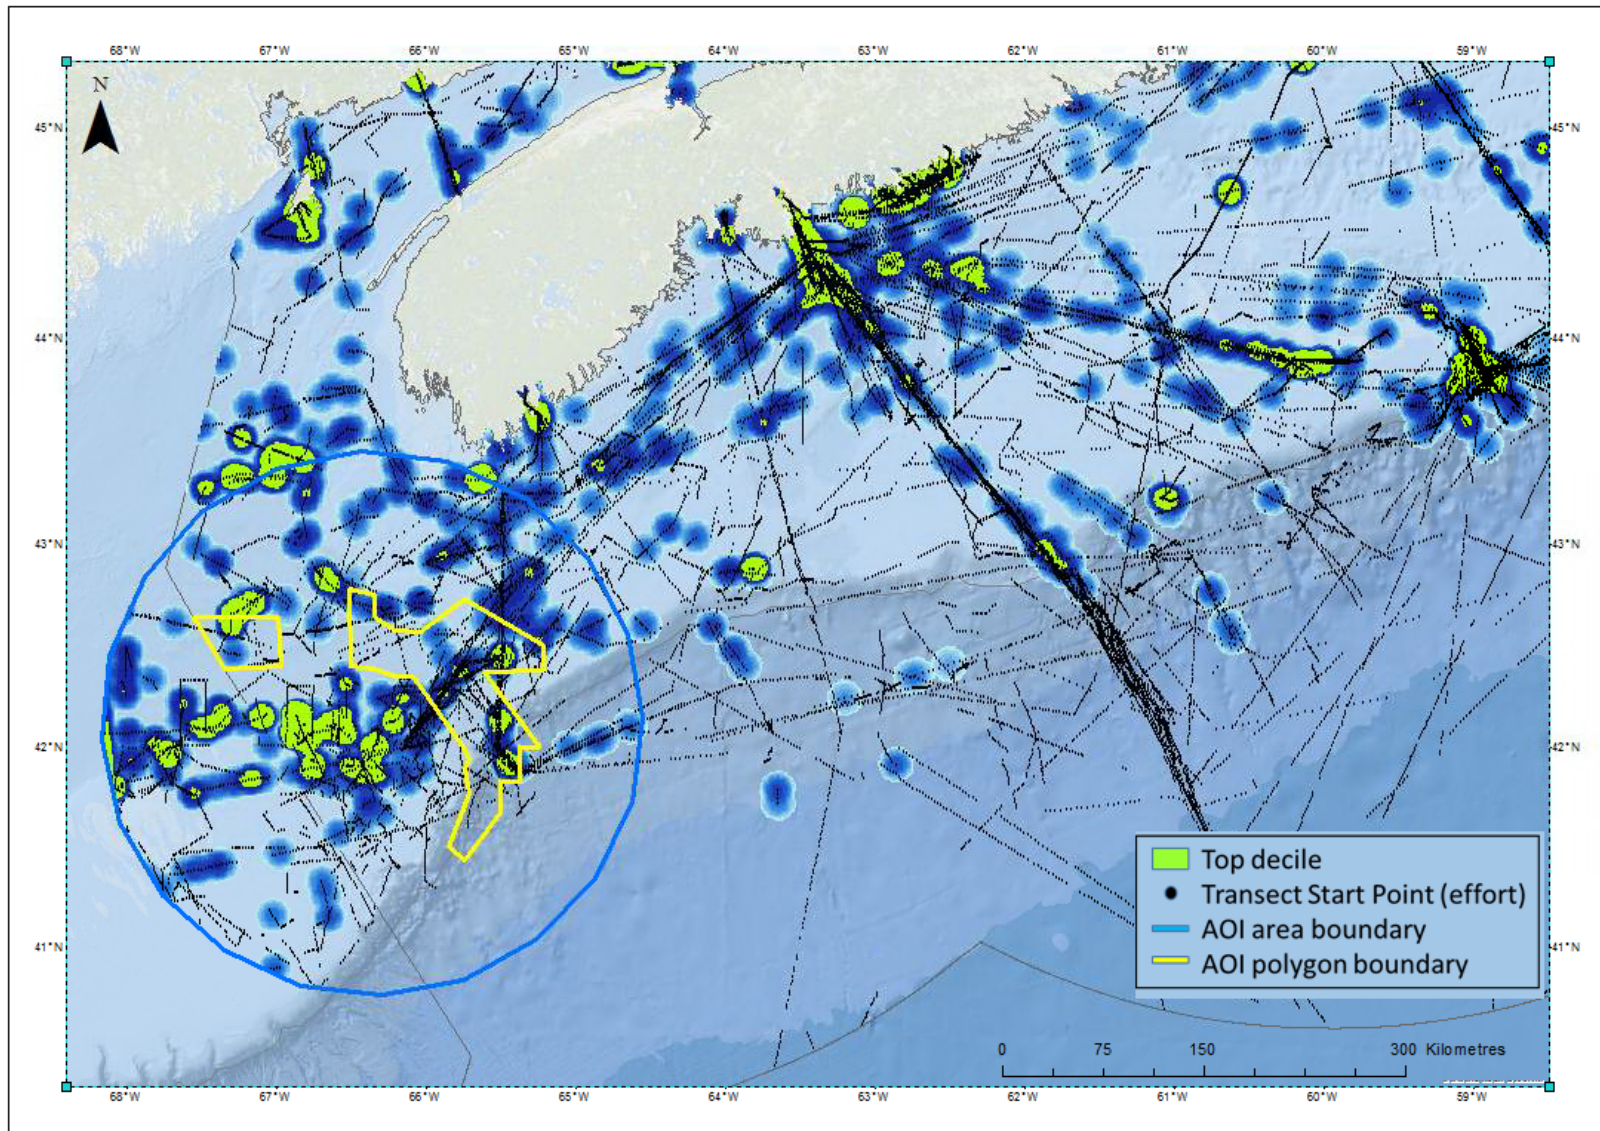 68°W 67°W 66°W 65°W 64°W 63°W 62°W 61°W 60°W 59°W
N
45°N 45°N
44°N 44°N
43°N 43°N
42°N 42°N
Top decile
Transect Start Point (effort)
AOI area boundary
41°N 41°N
AOI polygon boundary
0 75 150 300 Kilometres
68°W 67°W 66°W 65°W 64°W 63°W 62°W 61°W 60°W 59°W